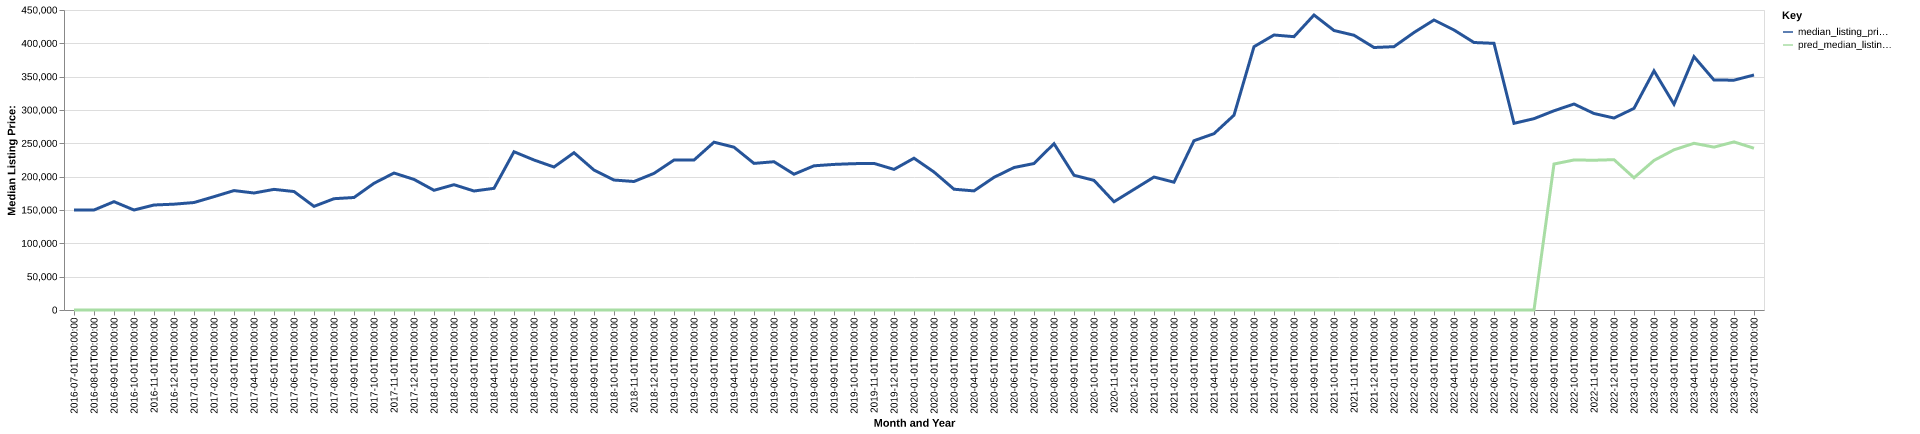 450,000
400,000
350,000
300,000
250,000
200,000
150,000
100,000
50,000
0
Median Listing Price:
2016-07-01T00:00:00
2016-08-01T00:00:00
2016-09-01T00:00:00
2016-10-01T00:00:00
2016-11-01T00:00:00
2016-12-01T00:00:00
2017-01-01T00:00:00
2017-02-01T00:00:00
2017-03-01T00:00:00
2017-04-01T00:00:00
2017-05-01T00:00:00
2017-06-01T00:00:00
2017-07-01T00:00:00
2017-08-01T00:00:00
2017-09-01T00:00:00
2017-10-01T00:00:00
2017-11-01T00:00:00
2017-12-01T00:00:00
2018-01-01T00:00:00
2018-02-01T00:00:00
2018-03-01T00:00:00
2018-04-01T00:00:00
2018-05-01T00:00:00
2018-06-01T00:00:00
2018-07-01T00:00:00
2018-08-01T00:00:00
2018-09-01T00:00:00
2018-10-01T00:00:00
2018-11-01T00:00:00
2018-12-01T00:00:00
2019-01-01T00:00:00
2019-02-01T00:00:00
2019-03-01T00:00:00
2019-04-01T00:00:00
2019-05-01T00:00:00
2019-06-01T00:00:00
2019-07-01T00:00:00
2019-08-01T00:00:00
2019-09-01T00:00:00
2019-10-01T00:00:00
2019-11-01T00:00:00
2019-12-01T00:00:00
2020-01-01T00:00:00
2020-02-01T00:00:00
2020-03-01T00:00:00
2020-04-01T00:00:00
2020-05-01T00:00:00
2020-06-01T00:00:00
2020-07-01T00:00:00
2020-08-01T00:00:00
2020-09-01T00:00:00
2020-10-01T00:00:00
2020-11-01T00:00:00
2020-12-01T00:00:00
2021-01-01T00:00:00
2021-02-01T00:00:00
2021-03-01T00:00:00
2021-04-01T00:00:00
2021-05-01T00:00:00
2021-06-01T00:00:00
2021-07-01T00:00:00
2021-08-01T00:00:00
2021-09-01T00:00:00
2021-10-01T00:00:00
2021-11-01T00:00:00
2021-12-01T00:00:00
2022-01-01T00:00:00
2022-02-01T00:00:00
2022-03-01T00:00:00
2022-04-01T00:00:00
2022-05-01T00:00:00
2022-06-01T00:00:00
2022-07-01T00:00:00
2022-08-01T00:00:00
2022-09-01T00:00:00
2022-10-01T00:00:00
2022-11-01T00:00:00
2022-12-01T00:00:00
2023-01-01T00:00:00
2023-02-01T00:00:00
2023-03-01T00:00:00
2023-04-01T00:00:00
2023-05-01T00:00:00
2023-06-01T00:00:00
2023-07-01T00:00:00
Month and Year
Key
median_listing_pri…
pred_median_listin…